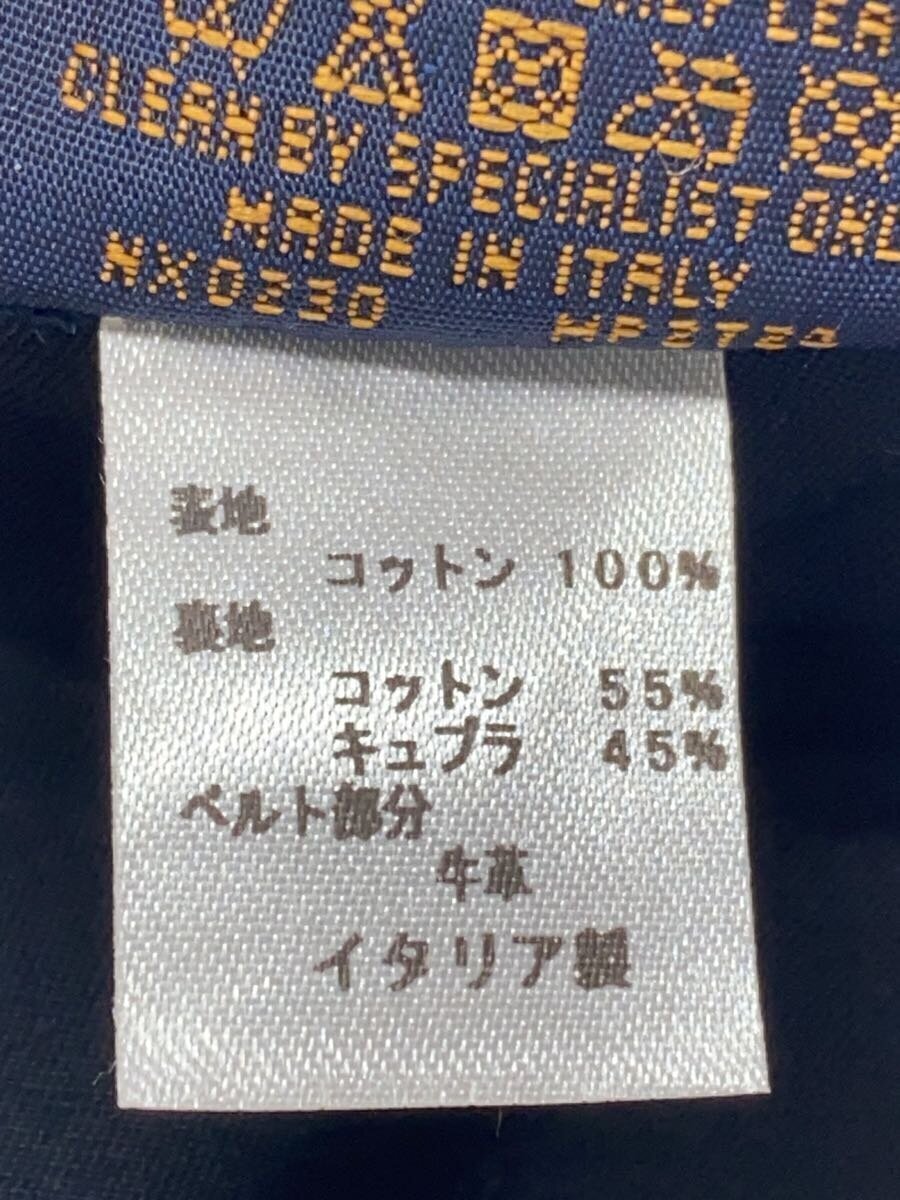 CLEAN BY SPECIALIST ONL
MADE IN ITALY
NX0330
MP2T24
表地
コットン 100%
裏地
コットン 55%
キュプラ 45%
ベルト部分
牛革
イタリア製